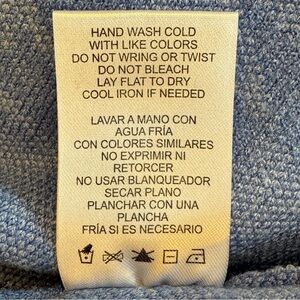 HAND WASH COLD
WITH LIKE COLORS
DO NOT WRING OR TWIST
DO NOT BLEACH
LAY FLAT TO DRY
COOL IRON IF NEEDED
LAVAR A MANO CON
AGUA FRÍA
CON COLORES SIMILARES
NO EXPRIMIR NI
RETORCER
NO USAR BLANQUEADOR
SECAR PLANO
PLANCHAR CON UNA
PLANCHA
FRÍA SI ES NECESARIO